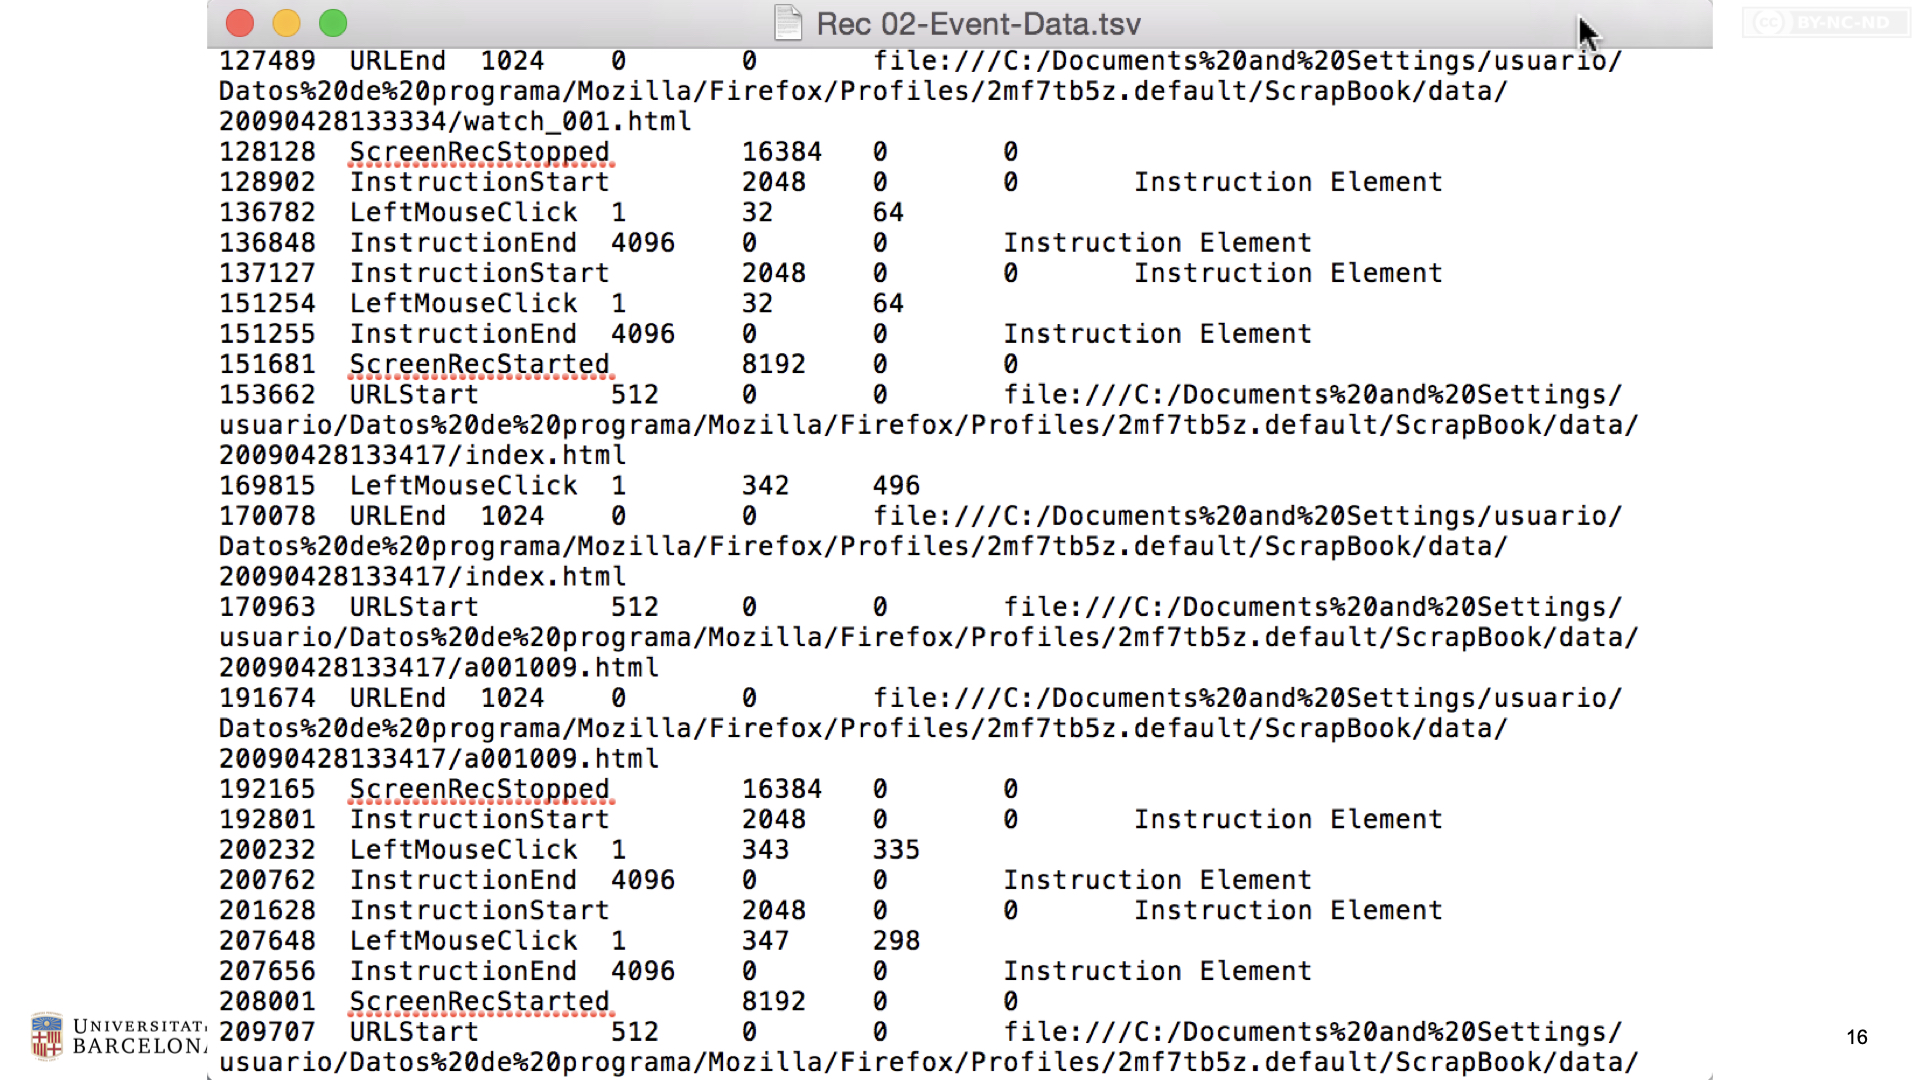 Rec 02-Event-Data.tsv
BY-NC-ND
127489 URLEnd 1024 0 0 file:///C:/Documents%20and%20Settings/usuario/
Datos%20de%20programa/Mozilla/Firefox/Profiles/2mf7tb5z.default/ScrapBook/data/
20090428133334/watch_001.html
128128 ScreenRecStopped 16384 0 0
128902 InstructionStart 2048 0 0 Instruction Element
136782 LeftMouseClick 1 32 64
136848 InstructionEnd 4096 0 0 Instruction Element
137127 InstructionStart 2048 0 0 Instruction Element
151254 LeftMouseClick 1 32 64
151255 InstructionEnd 4096 0 0 Instruction Element
151681 ScreenRecStarted 8192 0 0
153662 URLStart 512 0 0 file:///C:/Documents%20and%20Settings/
usuario/Datos%20de%20programa/Mozilla/Firefox/Profiles/2mf7tb5z.default/ScrapBook/data/
20090428133417/index.html
169815 LeftMouseClick 1 342 496
170078 URLEnd 1024 0 0 file:///C:/Documents%20and%20Settings/usuario/
Datos%20de%20programa/Mozilla/Firefox/Profiles/2mf7tb5z.default/ScrapBook/data/
20090428133417/index.html
170963 URLStart 512 0 0 file:///C:/Documents%20and%20Settings/
usuario/Datos%20de%20programa/Mozilla/Firefox/Profiles/2mf7tb5z.default/ScrapBook/data/
20090428133417/a001009.html
191674 URLEnd 1024 0 0 file:///C:/Documents%20and%20Settings/usuario/
Datos%20de%20programa/Mozilla/Firefox/Profiles/2mf7tb5z.default/ScrapBook/data/
20090428133417/a001009.html
192165 ScreenRecStopped 16384 0 0
192801 InstructionStart 2048 0 0 Instruction Element
200232 LeftMouseClick 1 343 335
200762 InstructionEnd 4096 0 0 Instruction Element
201628 InstructionStart 2048 0 0 Instruction Element
207648 LeftMouseClick 1 347 298
207656 InstructionEnd 4096 0 0 Instruction Element
208001 ScreenRecStarted 8192 0 0
209707 URLStart 512 0 0 file:///C:/Documents%20and%20Settings/
usuario/Datos%20de%20programa/Mozilla/Firefox/Profiles/2mf7tb5z.default/ScrapBook/data/
UNIVERSITAT
BARCELON
16